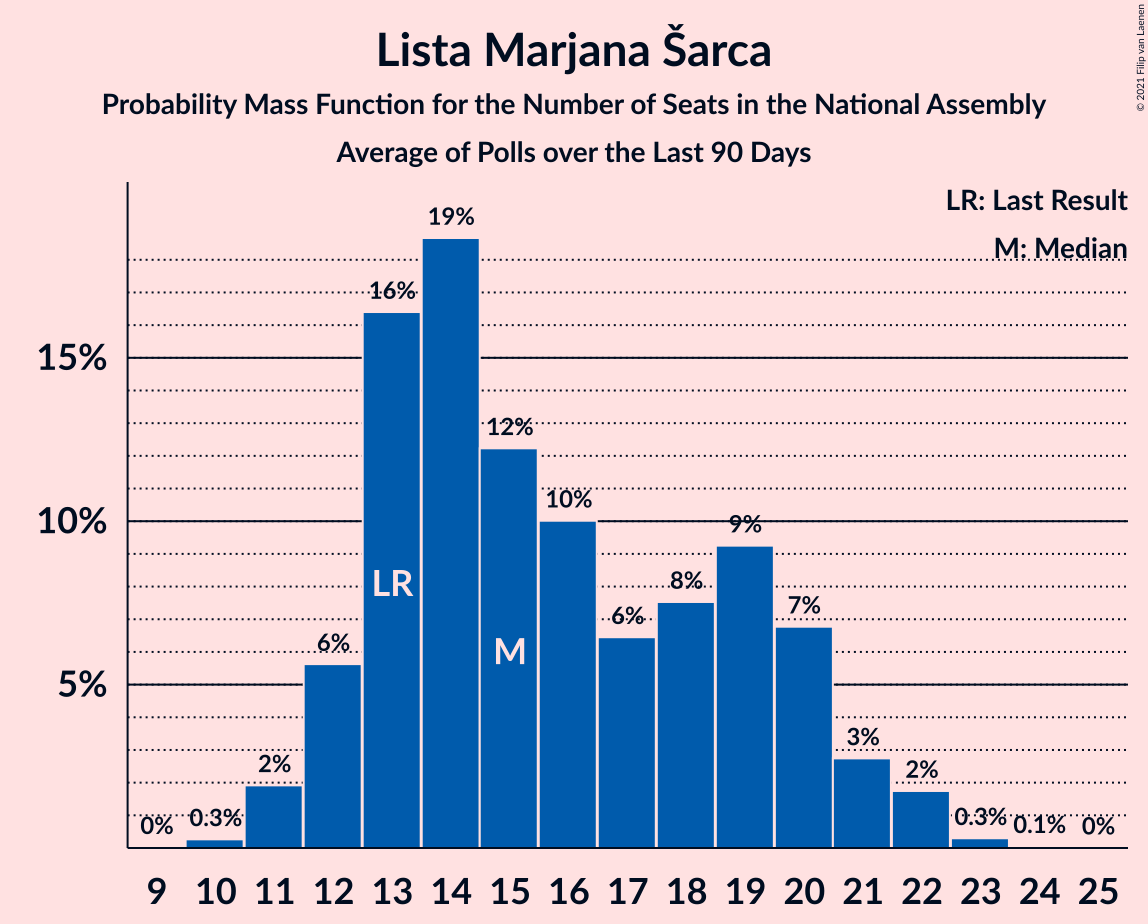 Lista Marjana Šarca
Probability Mass Function for the Number of Seats in the National Assembly
Average of Polls over the Last 90 Days
© 2021 Filip van Laenen
LR: Last Result
M: Median
15%
10%
5%
0%
0.3%
2%
6%
16%
19%
12%
10%
6%
8%
9%
7%
3%
2%
0.3%
0.1%
0%
LR
M
9 10 11 12 13 14 15 16 17 18 19 20 21 22 23 24 25